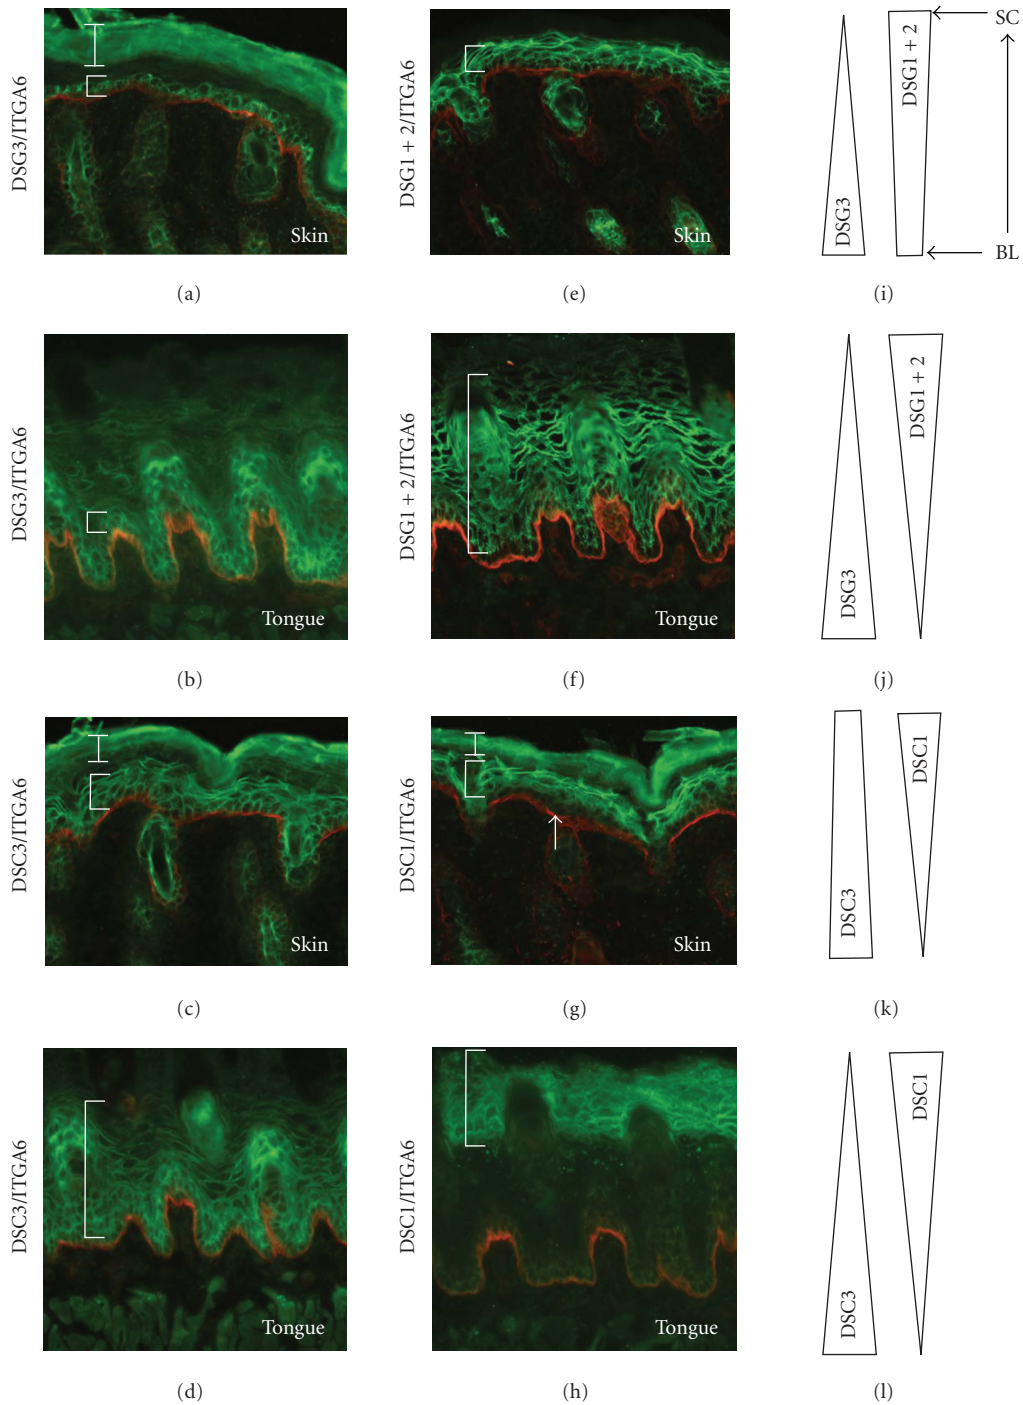 DSG3/ITGA6
Skin
(a)
DSG1 + 2/ITGA6
Skin
(e)
DSG3
DSG1 + 2
SC
BL
(i)
DSG3/ITGA6
Tongue
(b)
DSG1 + 2/ITGA6
Tongue
(f)
DSG3
DSG1 + 2
(j)
DSC3/ITGA6
Skin
(c)
DSC1/ITGA6
Skin
(g)
DSC3
DSC1
(k)
DSC3/ITGA6
Tongue
(d)
DSC1/ITGA6
Tongue
(h)
DSC3
DSC1
(l)